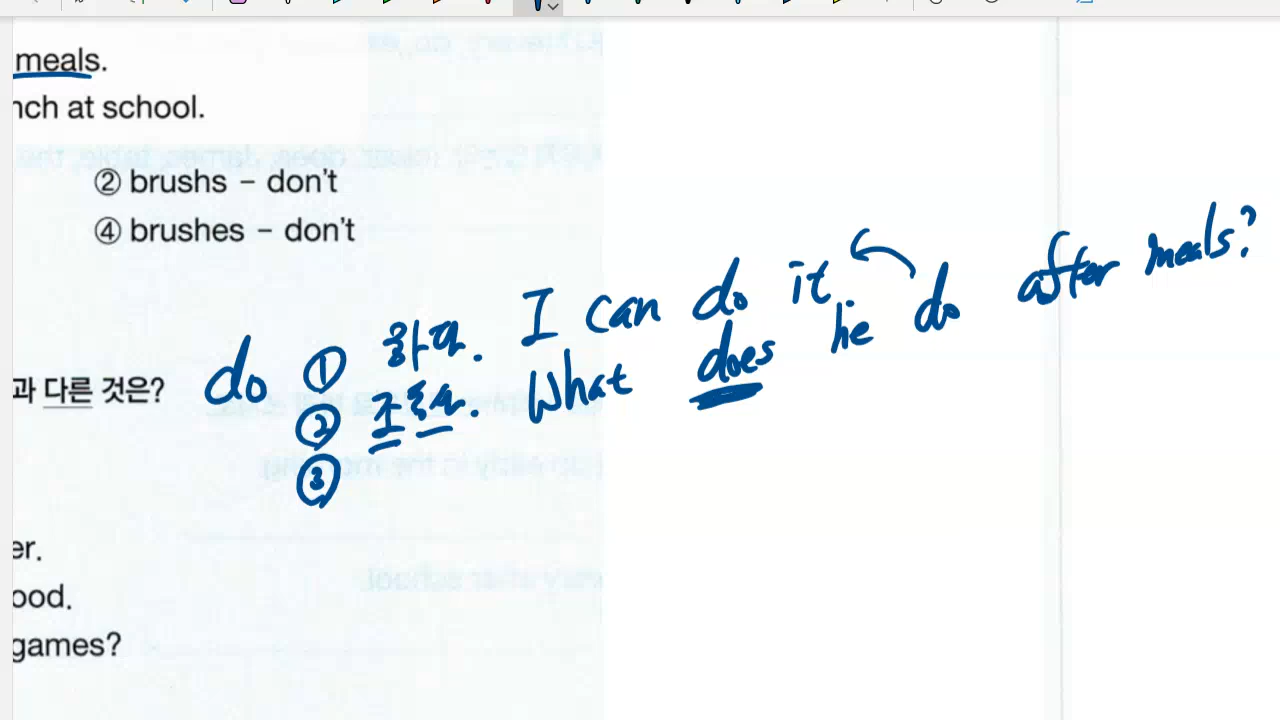 meals.
nch at school.
② brushs - don't
④ brushes - don't
과 다른 것은?
do ① 하다. I can do it
② 조동사. What does he do after meals?
③
er.
ood.
games?